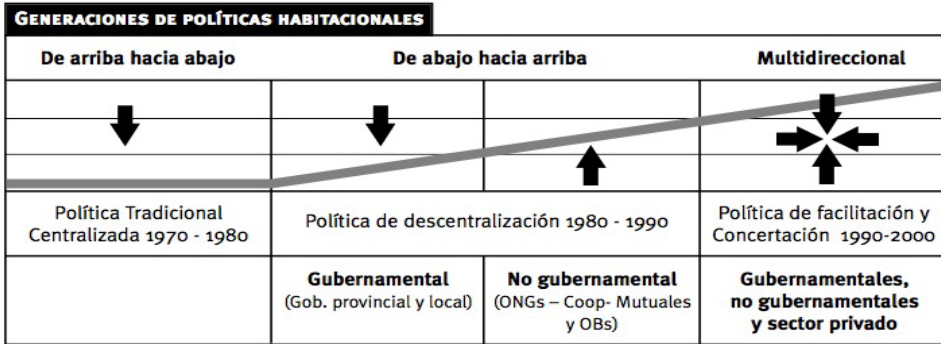 GENERACIONES DE POLÍTICAS HABITACIONALES
De arriba hacia abajo
De abajo hacia arriba
Multidireccional
Política Tradicional
Centralizada 1970 - 1980
Política de descentralización 1980 - 1990
Política de facilitación y
Concertación 1990-2000
Gubernamental
(Gob. provincial y local)
No gubernamental
(ONGs – Coop- Mutuales
y OBs)
Gubernamentales,
no gubernamentales
y sector privado